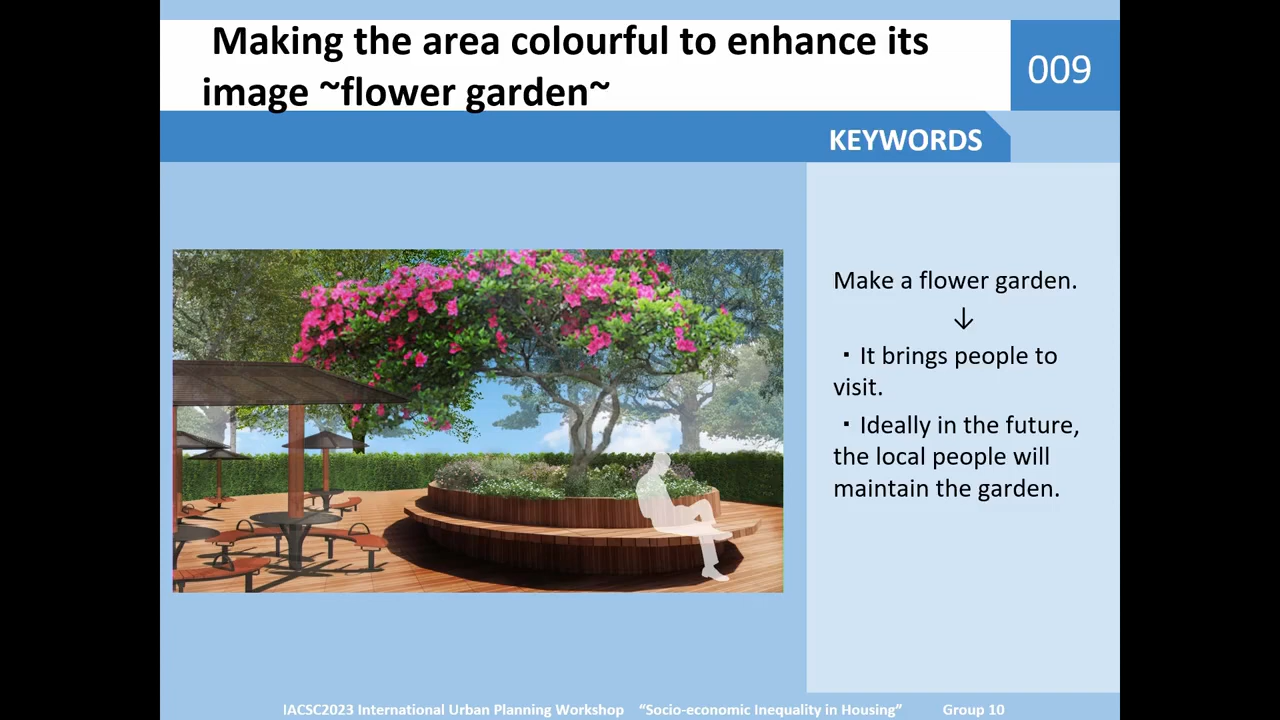 Making the area colourful to enhance its
image ~flower garden~
009
KEYWORDS
Make a flower garden.
↓
・It brings people to
visit.
・Ideally in the future,
the local people will
maintain the garden.
IACSC2023 International Urban Planning Workshop “Socio-economic Inequality in Housing” Group 10